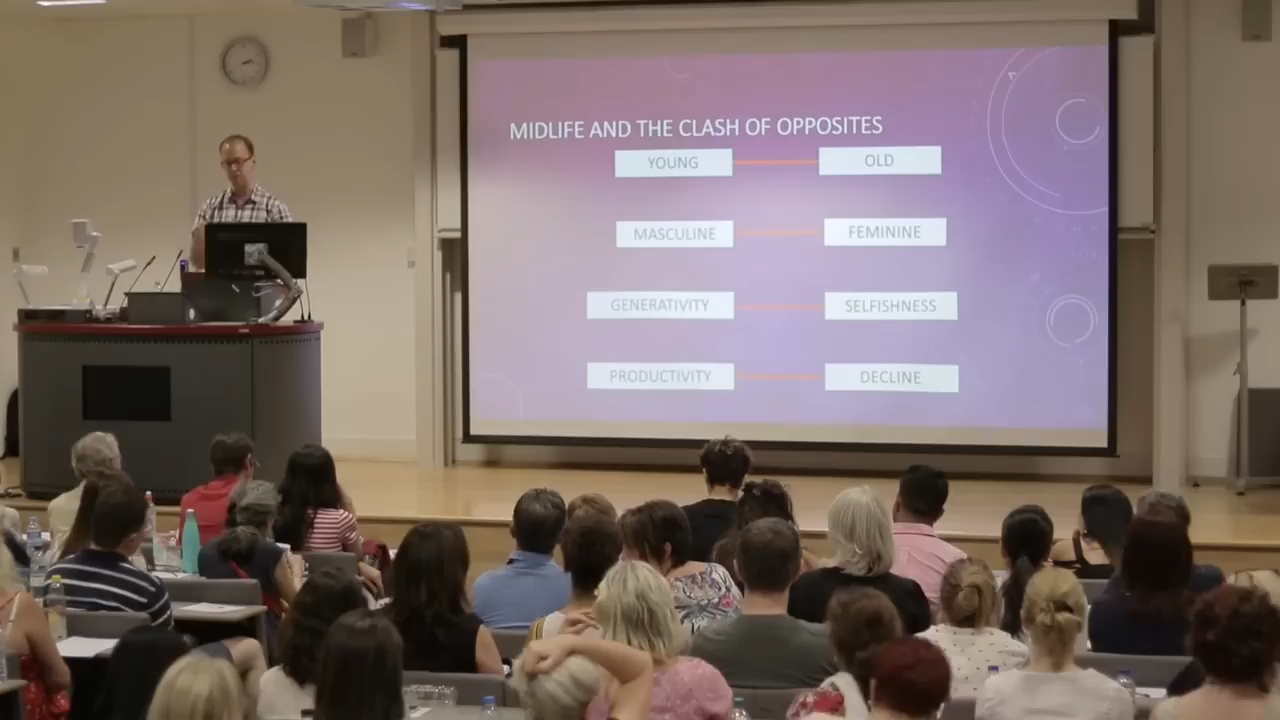 MIDLIFE AND THE CLASH OF OPPOSITES
YOUNG OLD
MASCULINE FEMININE
GENERATIVITY SELFISHNESS
PRODUCTIVITY DECLINE